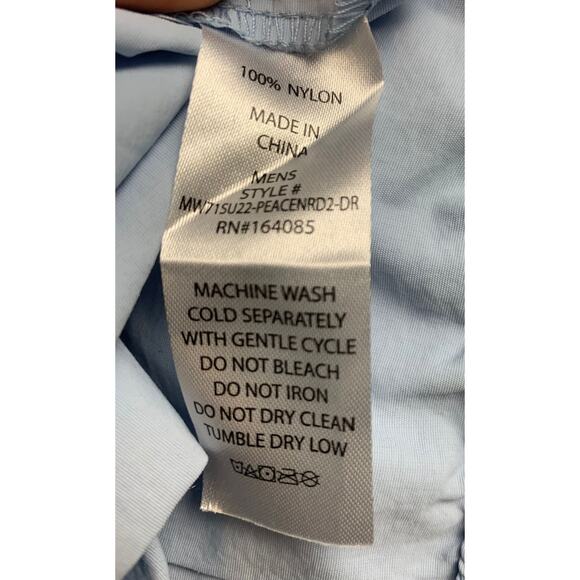 100% NYLON
MADE IN
CHINA
MENS
STYLE #
MW71SU22-PEACENRD2-DR
RN#164085
MACHINE WASH
COLD SEPARATELY
WITH GENTLE CYCLE
DO NOT BLEACH
DO NOT IRON
DO NOT DRY CLEAN
TUMBLE DRY LOW